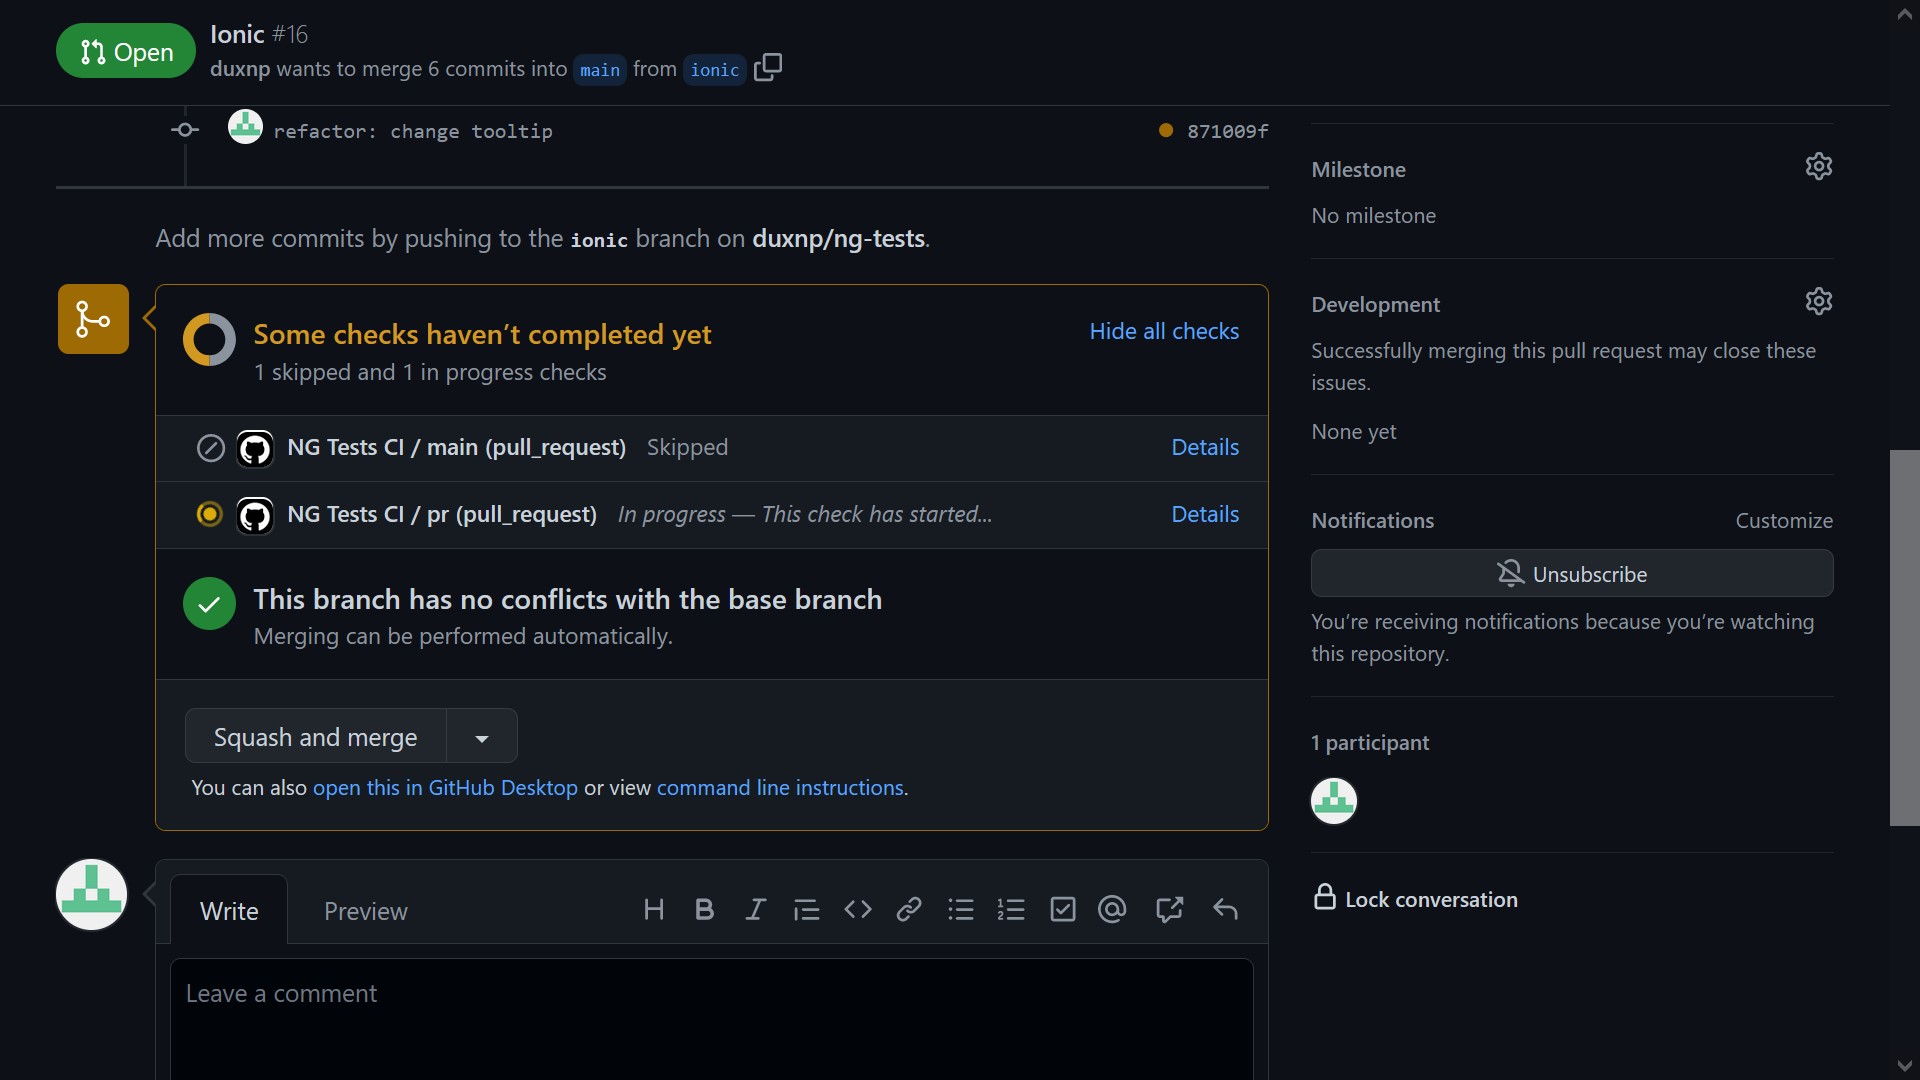 Open
Ionic #16
duxnp wants to merge 6 commits into main from ionic
refactor: change tooltip 871009f
Add more commits by pushing to the ionic branch on duxnp/ng-tests.
Some checks haven’t completed yet
Hide all checks
1 skipped and 1 in progress checks
NG Tests CI / main (pull_request) Skipped Details
NG Tests CI / pr (pull_request) In progress — This check has started... Details
This branch has no conflicts with the base branch
Merging can be performed automatically.
Squash and merge
You can also open this in GitHub Desktop or view command line instructions.
Write Preview
Leave a comment
Milestone
No milestone
Development
Successfully merging this pull request may close these
issues.
None yet
Notifications Customize
Unsubscribe
You’re receiving notifications because you’re watching
this repository.
1 participant
Lock conversation